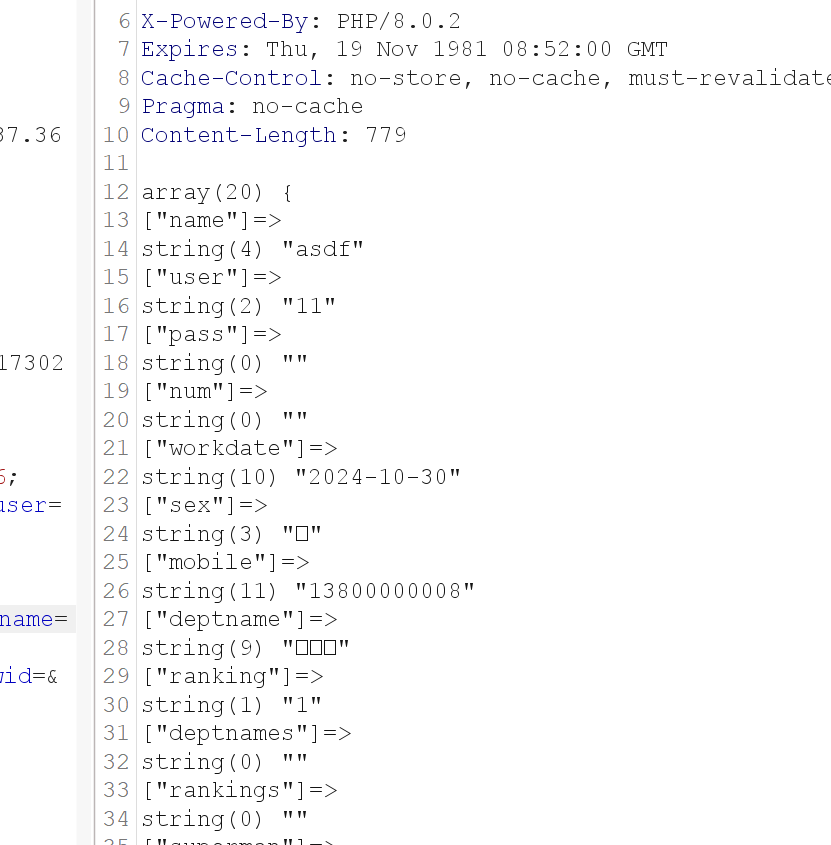 37.36
17302
6;
user=
name=
wid=&
6 X-Powered-By: PHP/8.0.2
7 Expires: Thu, 19 Nov 1981 08:52:00 GMT
8 Cache-Control: no-store, no-cache, must-revalidate
9 Pragma: no-cache
10 Content-Length: 779
11
12 array(20) {
13 ["name"]=>
14 string(4) "asdf"
15 ["user"]=>
16 string(2) "11"
17 ["pass"]=>
18 string(0) ""
19 ["num"]=>
20 string(0) ""
21 ["workdate"]=>
22 string(10) "2024-10-30"
23 ["sex"]=>
24 string(3) "□"
25 ["mobile"]=>
26 string(11) "13800000008"
27 ["deptname"]=>
28 string(9) "□□□"
29 ["ranking"]=>
30 string(1) "1"
31 ["deptnames"]=>
32 string(0) ""
33 ["rankings"]=>
34 string(0) ""